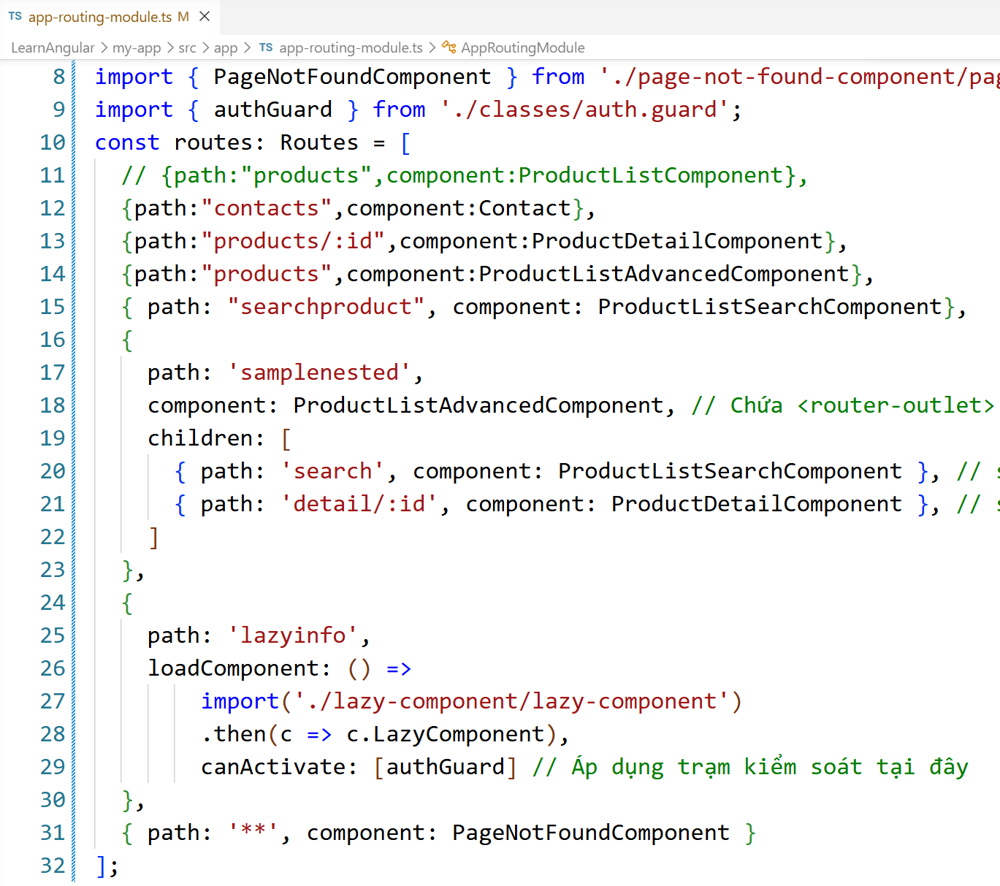 TS app-routing-module.ts M ×
LearnAngular > my-app > src > app > TS app-routing-module.ts > AppRoutingModule
8 import { PageNotFoundComponent } from './page-not-found-component/pag
9 import { authGuard } from './classes/auth.guard';
10 const routes: Routes = [
11 // {path:"products",component:ProductListComponent},
12 {path:"contacts",component:Contact},
13 {path:"products/:id",component:ProductDetailComponent},
14 {path:"products",component:ProductListAdvancedComponent},
15 { path: "searchproduct", component: ProductListSearchComponent},
16 {
17 path: 'samplenested',
18 component: ProductListAdvancedComponent, // Chứa <router-outlet>
19 children: [
20 { path: 'search', component: ProductListSearchComponent }, // s
21 { path: 'detail/:id', component: ProductDetailComponent }, // s
22 ]
23 },
24 {
25 path: 'lazyinfo',
26 loadComponent: () =>
27 import('./lazy-component/lazy-component')
28 .then(c => c.LazyComponent),
29 canActivate: [authGuard] // Áp dụng trạm kiểm soát tại đây
30 },
31 { path: '**', component: PageNotFoundComponent }
32 ];